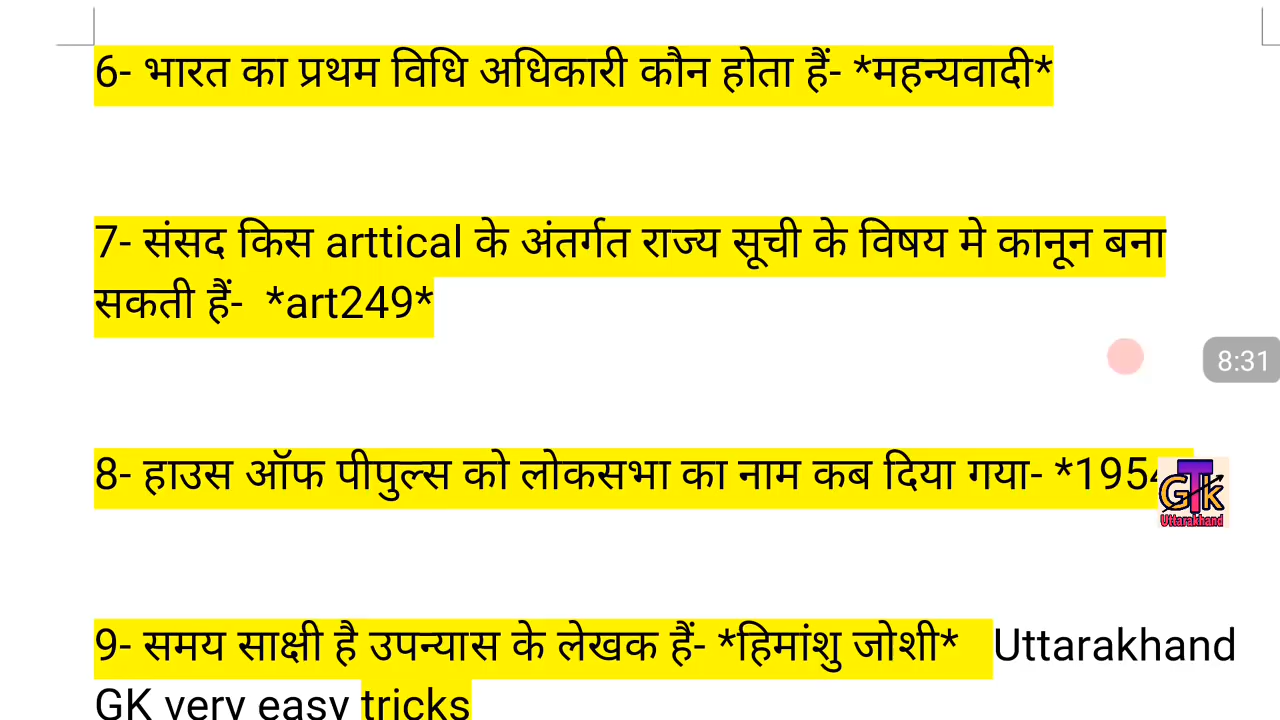 6- भारत का प्रथम विधि अधिकारी कौन होता हैं- *महन्यवादी*
7- संसद किस arttical के अंतर्गत राज्य सूची के विषय मे कानून बना
सकती हैं- *art249*
8:31
8- हाउस ऑफ पीपुल्स को लोकसभा का नाम कब दिया गया- *1954
GTk
Uttarakhand
9- समय साक्षी है उपन्यास के लेखक हैं- *हिमांशु जोशी* Uttarakhand
GK very easy tricks